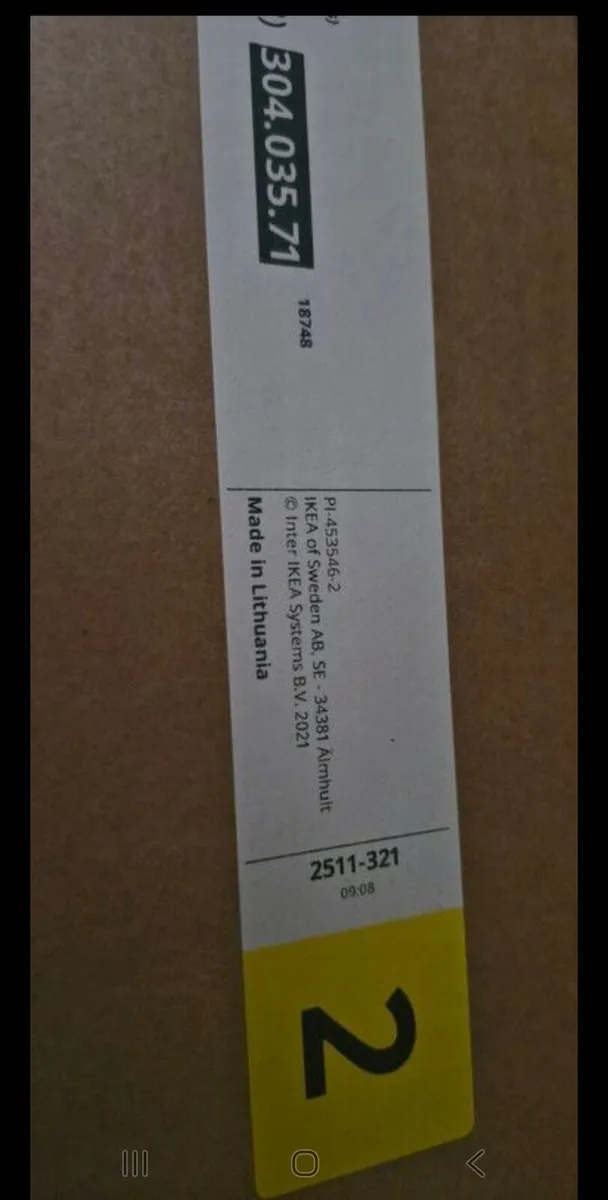 304.035.71
18748
PI-453546-2
IKEA of Sweden AB, SE - 34381 Älmhult
© Inter IKEA Systems B.V. 2021
Made in Lithuania
2511-321
09:08
2